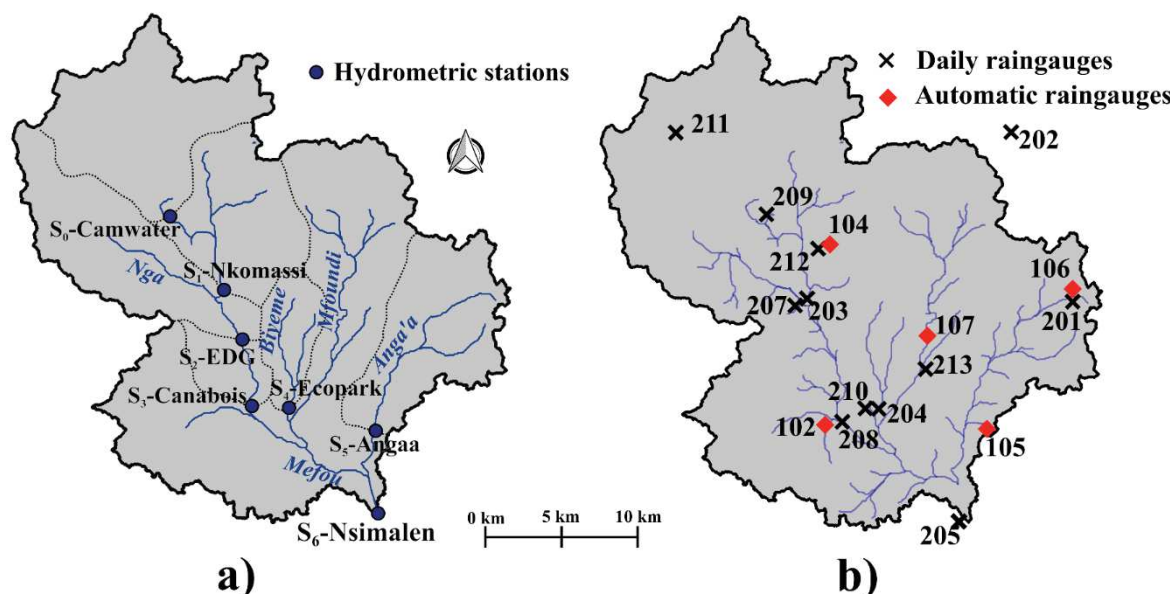 Hydrometric stations
S₀-Camwater
S₁-Nkomassi
Nga
Biyeme
Mfoundi
Anga'a
S₂-EDG
S₃-Canabois
S₄-Ecopark
S₅-Angaa
Mefou
S₆-Nsimalen
0 km 5 km 10 km
a)
Daily raingauges
Automatic raingauges
211
202
209
104
212
106
207
203
201
107
213
210
204
102
208
105
205
b)